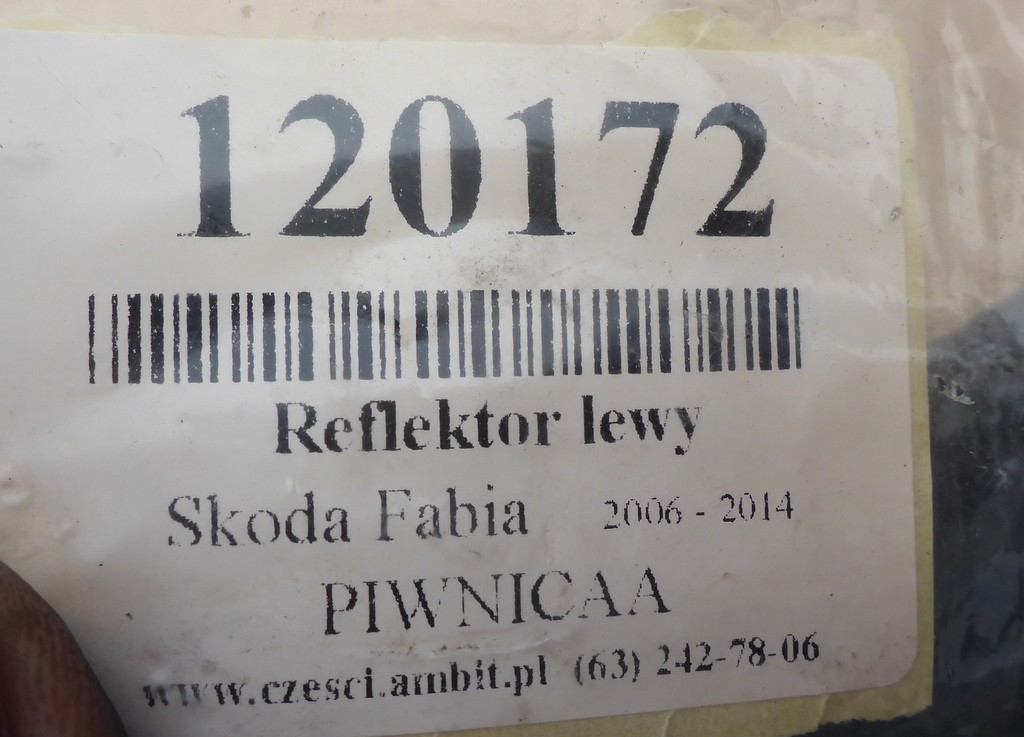 120172
Reflektor lewy
Skoda Fabia 2006 - 2014
PIWNICAA
www.czesci.ambit.pl (63) 242-78-06